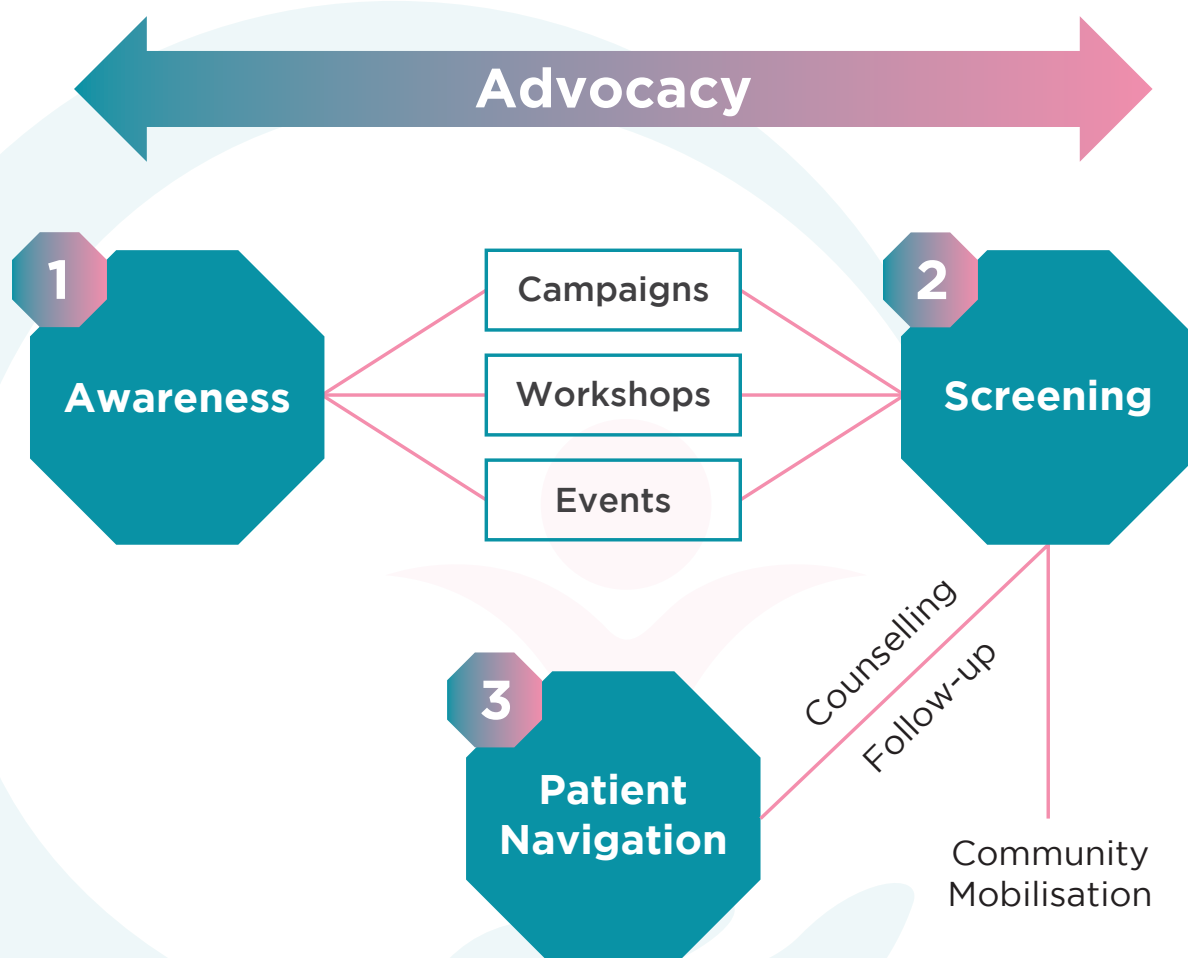 Advocacy
1
Awareness
Campaigns
Workshops
Events
2
Screening
Counselling
Follow-up
3
Patient
Navigation
Community
Mobilisation